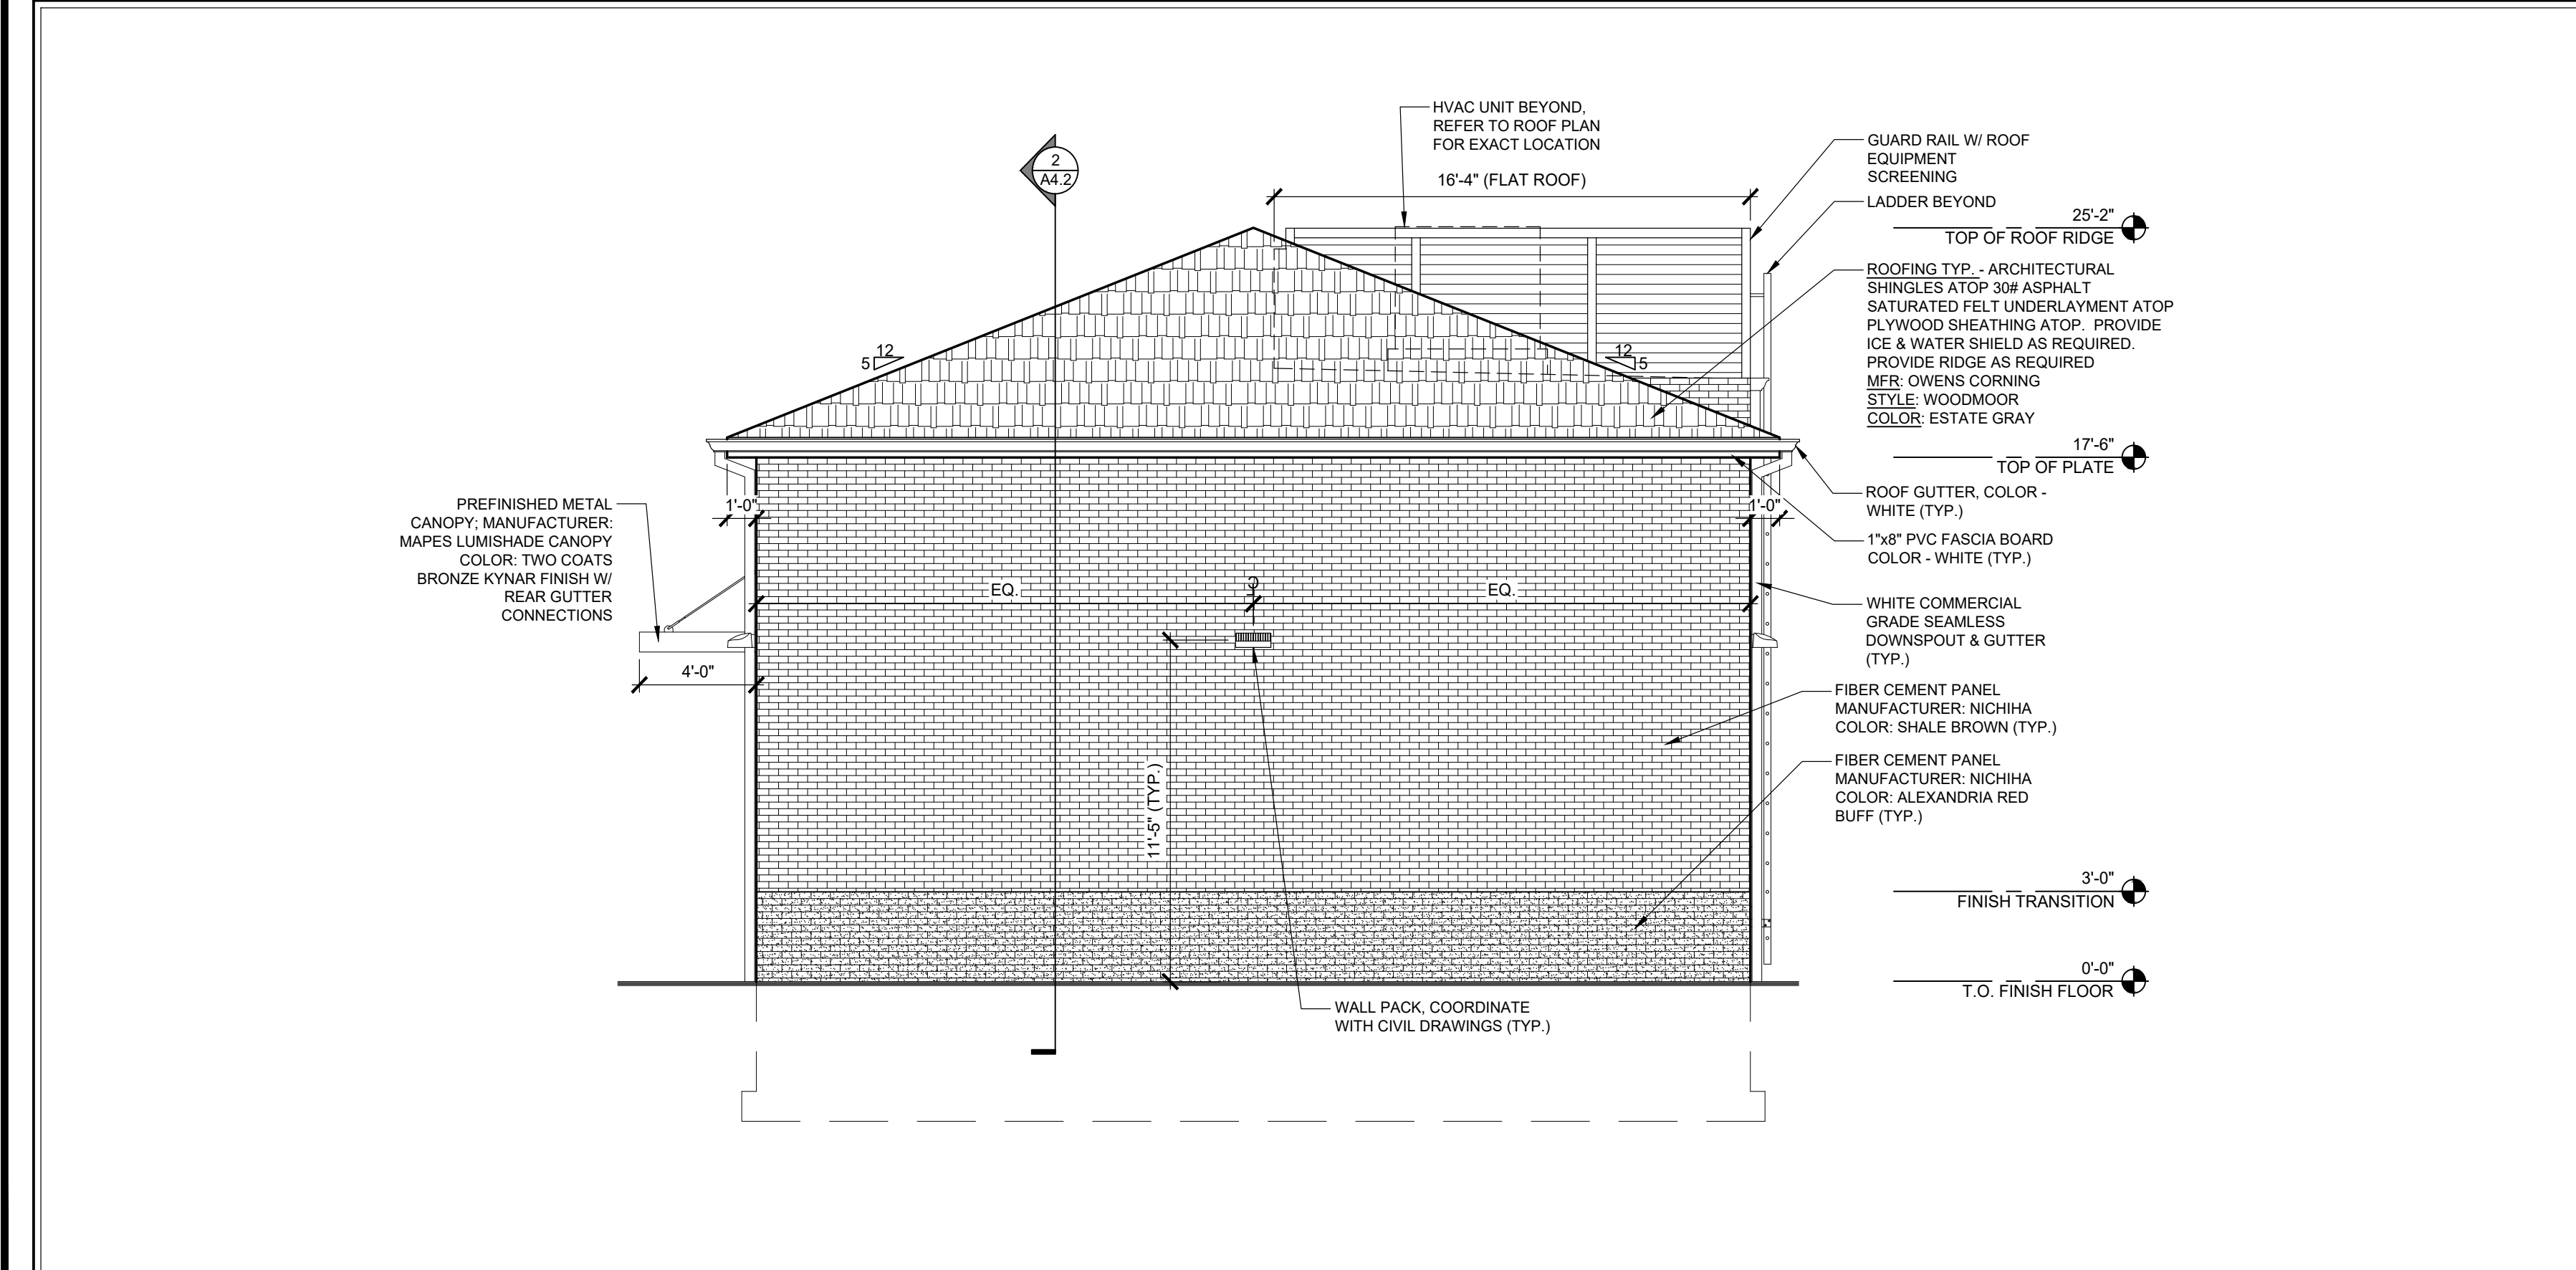 HVAC UNIT BEYOND,
REFER TO ROOF PLAN
FOR EXACT LOCATION
16'-4" (FLAT ROOF)
2
A4.2
GUARD RAIL W/ ROOF
EQUIPMENT
SCREENING
LADDER BEYOND
25'-2"
TOP OF ROOF RIDGE
ROOFING TYP. - ARCHITECTURAL
SHINGLES ATOP 30# ASPHALT
SATURATED FELT UNDERLAYMENT ATOP
PLYWOOD SHEATHING ATOP. PROVIDE
ICE & WATER SHIELD AS REQUIRED.
PROVIDE RIDGE AS REQUIRED
MFR: OWENS CORNING
STYLE: WOODMOOR
COLOR: ESTATE GRAY
12
5
12
5
17'-6"
TOP OF PLATE
PREFINISHED METAL
CANOPY; MANUFACTURER:
MAPES LUMISHADE CANOPY
COLOR: TWO COATS
BRONZE KYNAR FINISH W/
REAR GUTTER
CONNECTIONS
1'-0"
1'-0"
ROOF GUTTER, COLOR -
WHITE (TYP.)
1"x8" PVC FASCIA BOARD
COLOR - WHITE (TYP.)
EQ.
EQ.
WHITE COMMERCIAL
GRADE SEAMLESS
DOWNSPOUT & GUTTER
(TYP.)
4'-0"
FIBER CEMENT PANEL
MANUFACTURER: NICHIHA
COLOR: SHALE BROWN (TYP.)
FIBER CEMENT PANEL
MANUFACTURER: NICHIHA
COLOR: ALEXANDRIA RED
BUFF (TYP.)
11'-5" (TYP.)
3'-0"
FINISH TRANSITION
0'-0"
T.O. FINISH FLOOR
WALL PACK, COORDINATE
WITH CIVIL DRAWINGS (TYP.)